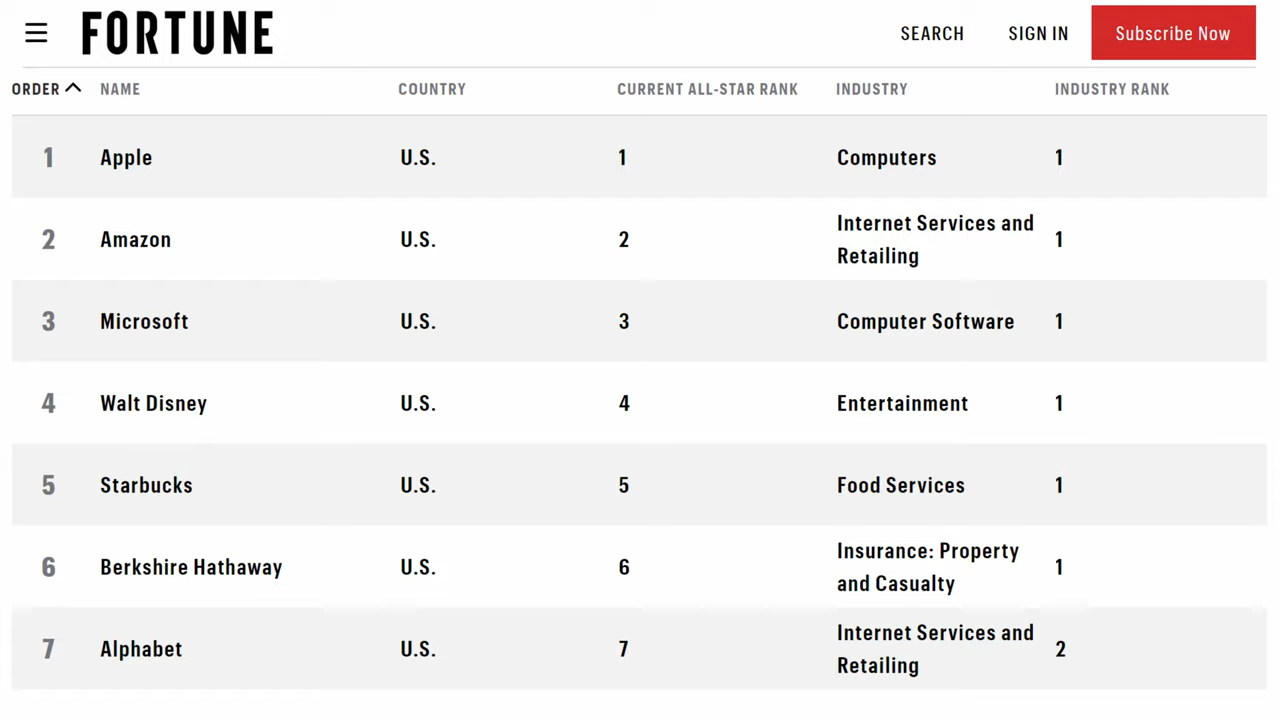 FORTUNE SEARCH SIGN IN Subscribe Now
ORDER NAME COUNTRY CURRENT ALL-STAR RANK INDUSTRY INDUSTRY RANK
1 Apple U.S. 1 Computers 1
2 Amazon U.S. 2 Internet Services and Retailing 1
3 Microsoft U.S. 3 Computer Software 1
4 Walt Disney U.S. 4 Entertainment 1
5 Starbucks U.S. 5 Food Services 1
6 Berkshire Hathaway U.S. 6 Insurance: Property and Casualty 1
7 Alphabet U.S. 7 Internet Services and Retailing 2